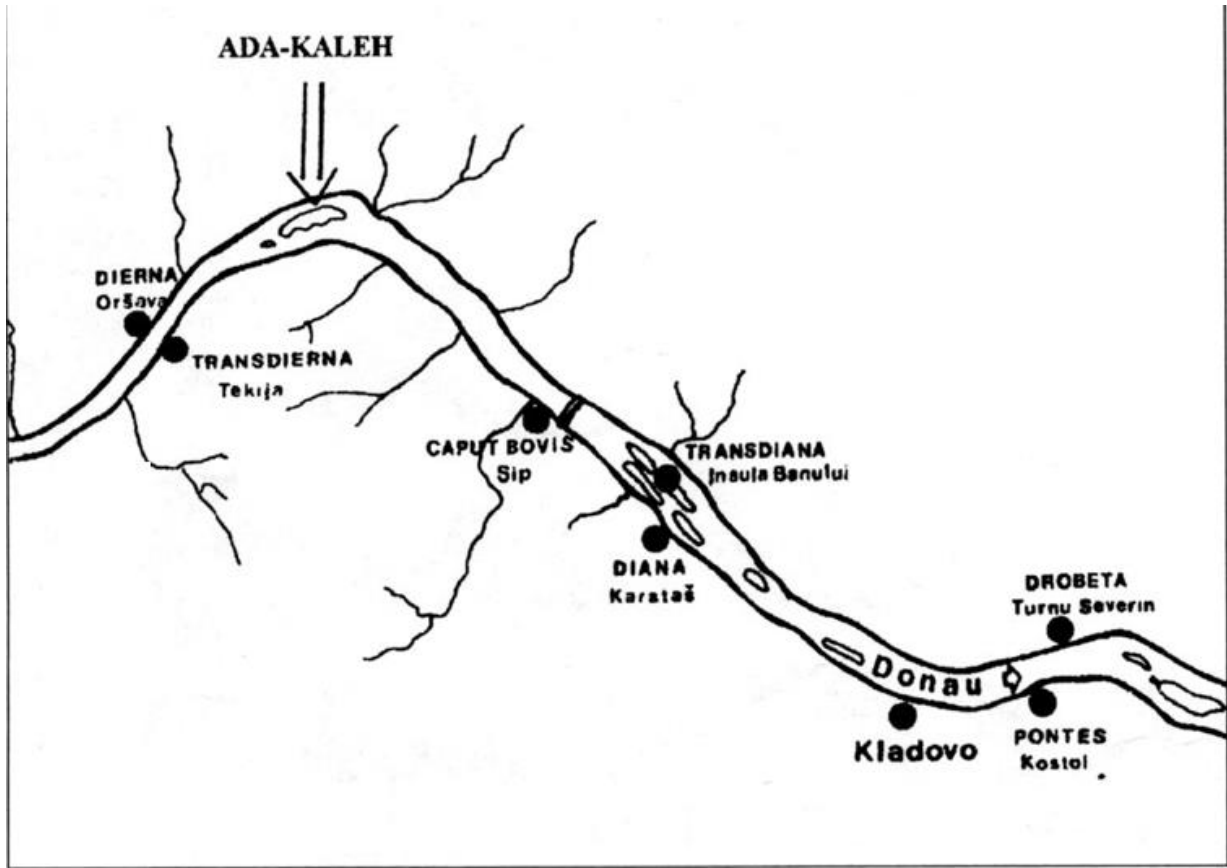 ADA-KALEH
DIERNA
Oršava
TRANSDIERNA
Tekija
CAPUT BOVIS
Sip
TRANSDIANA
Insula Banului
DIANA
Karataš
DROBETA
Turnu Severin
Donau
Kladovo
PONTES
Kostol